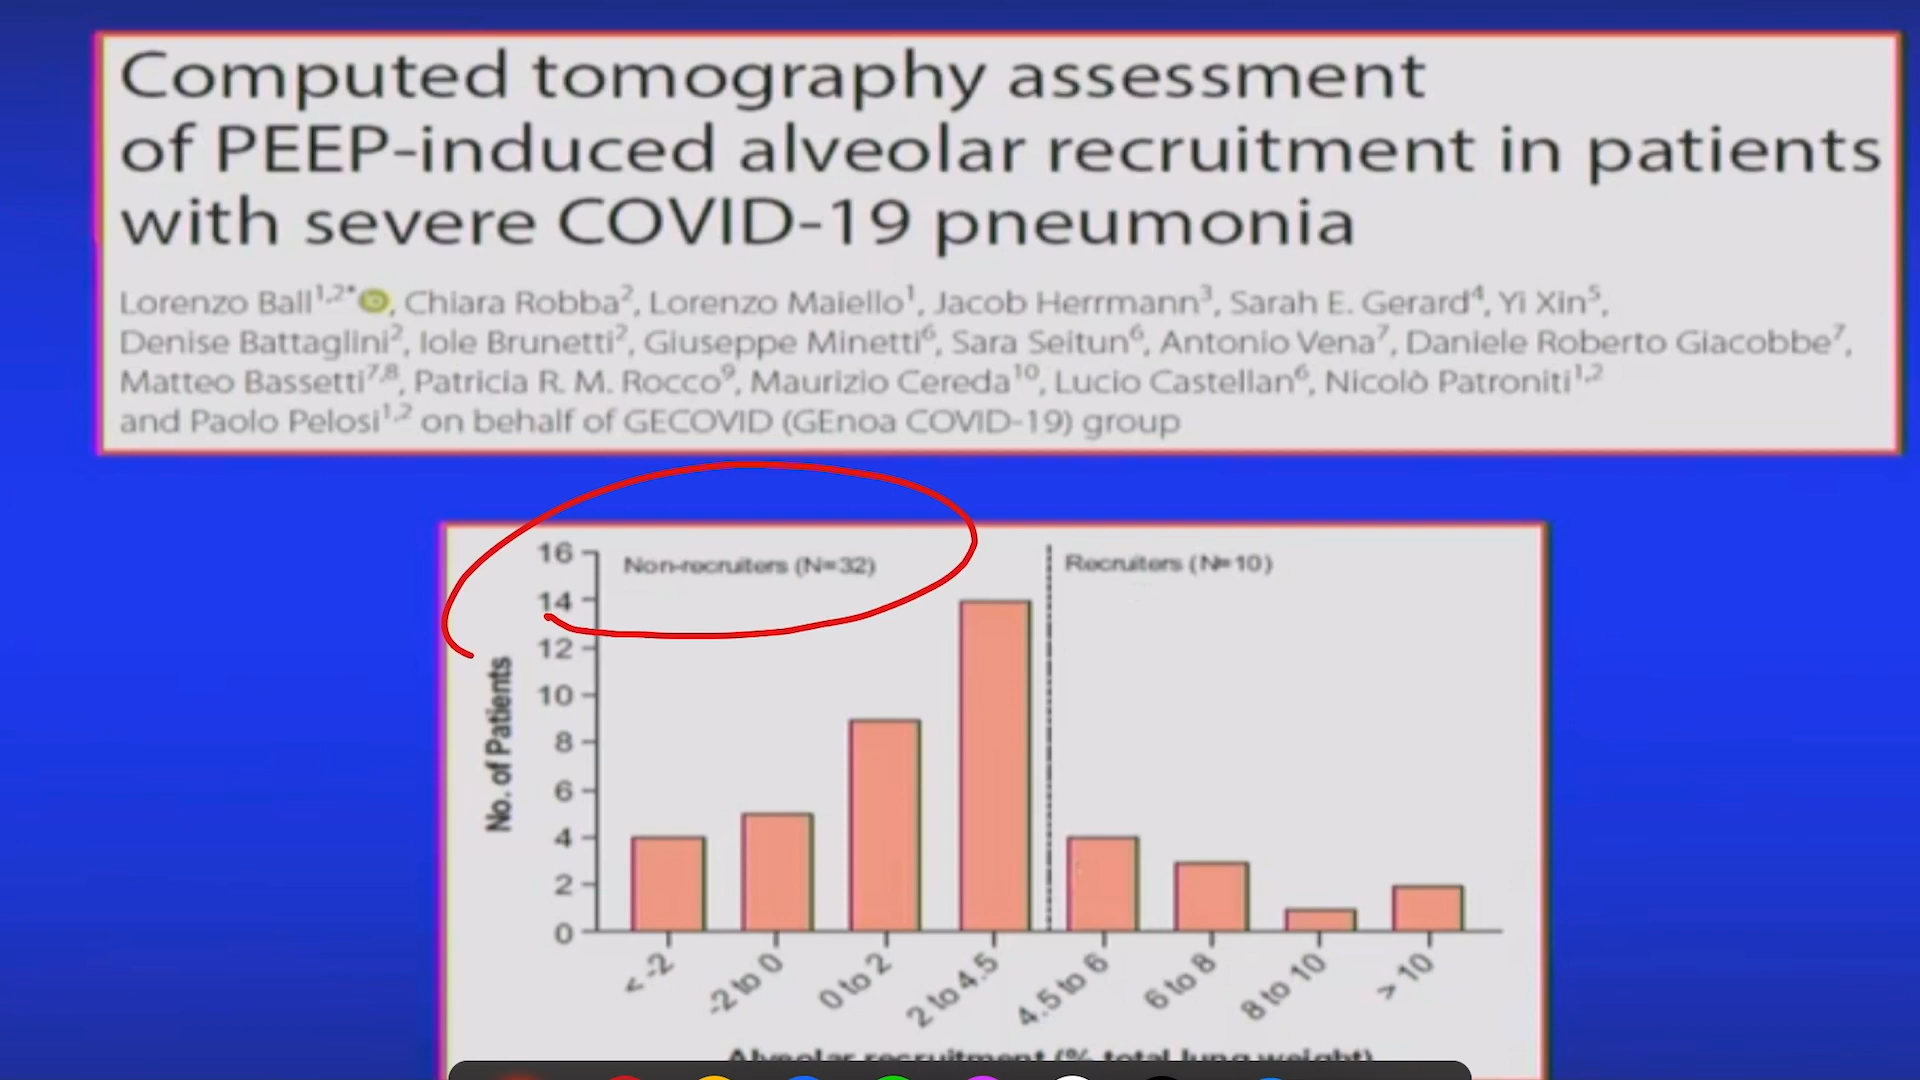 Computed tomography assessment
of PEEP-induced alveolar recruitment in patients
with severe COVID-19 pneumonia
Lorenzo Ball1,2*, Chiara Robba2, Lorenzo Maiello1, Jacob Herrmann3, Sarah E. Gerard4, Yi Xin5,
Denise Battaglini2, Iole Brunetti2, Giuseppe Minetti6, Sara Seitun6, Antonio Vena7, Daniele Roberto Giacobbe7,
Matteo Bassetti7,8, Patricia R. M. Rocco9, Maurizio Cereda10, Lucio Castellan6, Nicolò Patroniti1,2
and Paolo Pelosi1,2 on behalf of GECOVID (GEnoa COVID-19) group
Non-recruiters (N=32)
Recruiters (N=10)
No. of Patients
16
14
12
10
8
6
4
2
0
< -2
-2 to 0
0 to 2
2 to 4.5
4.5 to 6
6 to 8
8 to 10
> 10
Alveolar recruitment (% total lung weight)